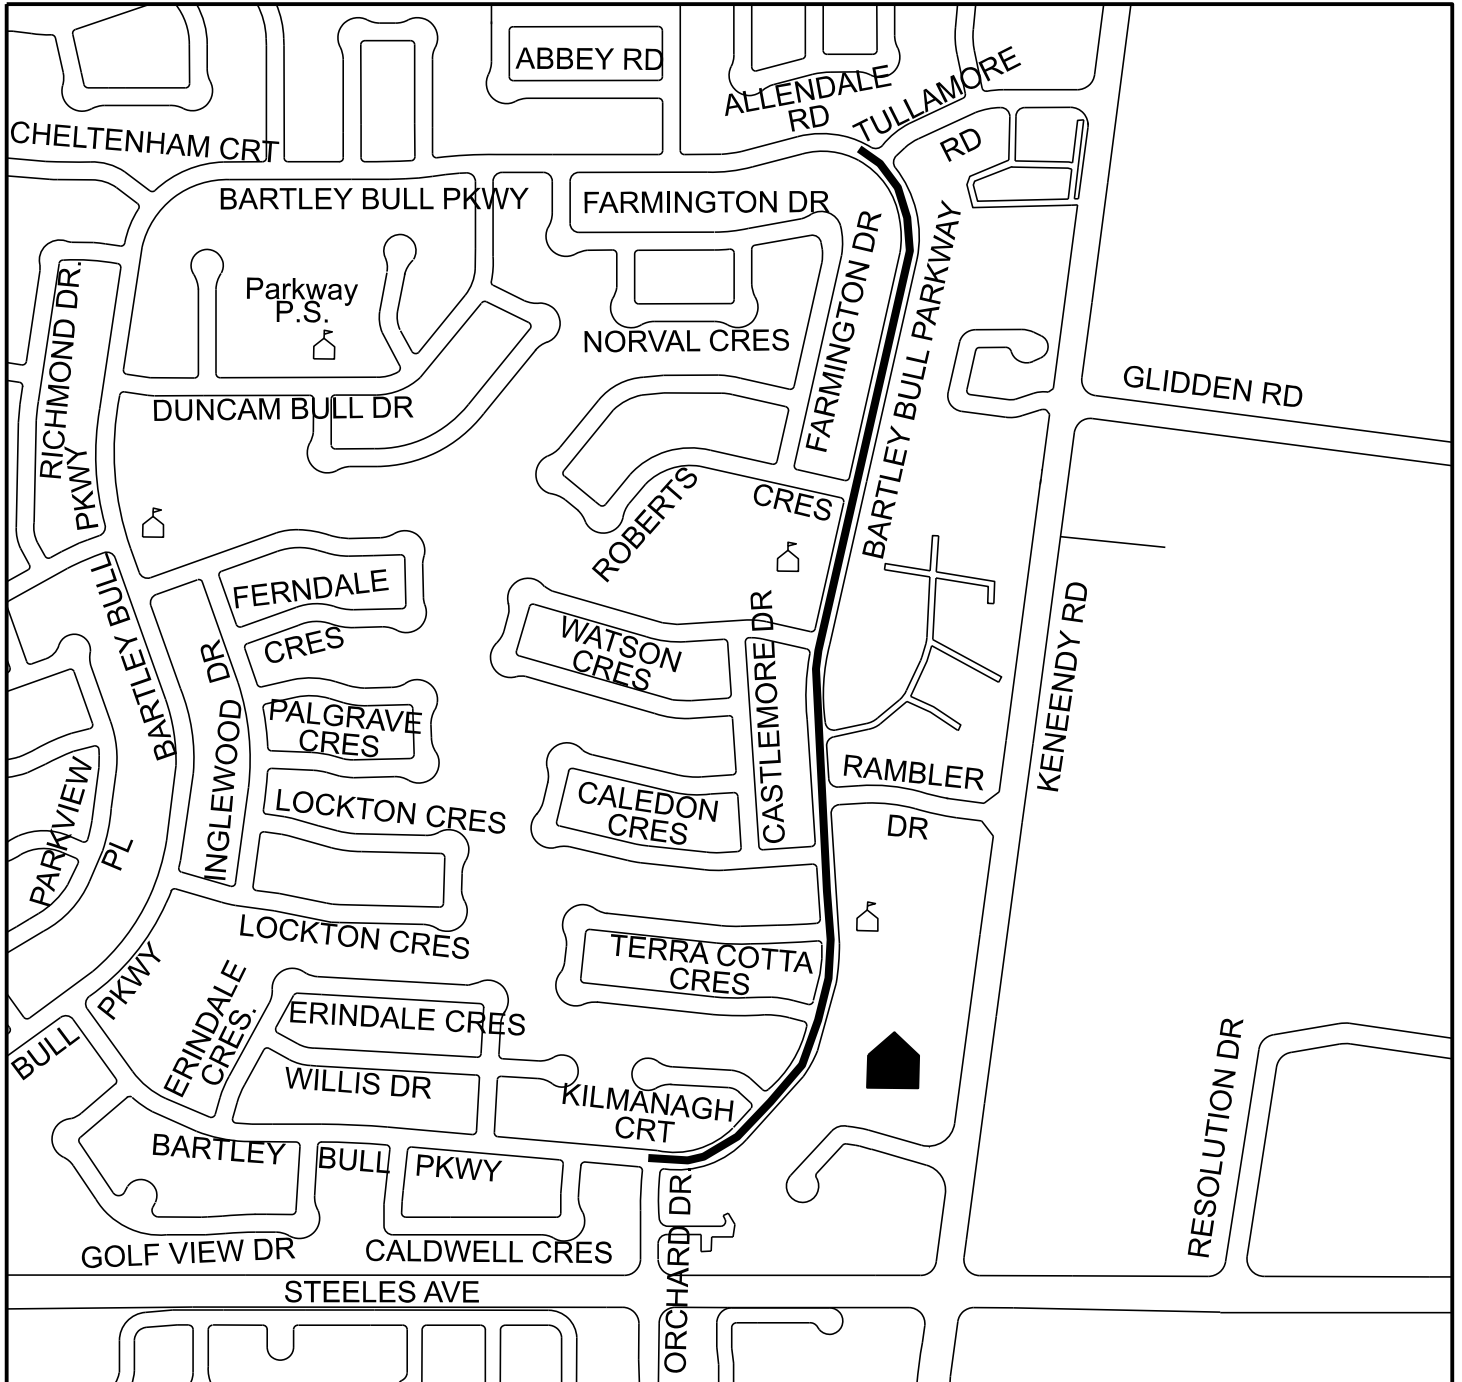 ABBEY RD
ALLENDALE
RD
TULLAMORE
RD
CHELTENHAM CRT
BARTLEY BULL PKWY
FARMINGTON DR
FARMINGTON DR
BARTLEY BULL PARKWAY
RICHMOND DR.
Parkway
P.S.
NORVAL CRES
DUNCAM BULL DR
GLIDDEN RD
PKWY
ROBERTS
CRES
BARTLEY BULL
FERNDALE
CRES
INGLEWOOD DR
WATSON
CRES
CASTLEMORE DR
KENEENDY RD
PALGRAVE
CRES
RAMBLER
DR
LOCKTON CRES
CALEDON
CRES
PARKVIEW
PL
LOCKTON CRES
TERRA COTTA
CRES
PKWY
BULL
ERINDALE
CRES.
ERINDALE CRES
WILLIS DR
KILMANAGH
CRT
BARTLEY
BULL
PKWY
RESOLUTION DR
GOLF VIEW DR
CALDWELL CRES
ORCHARD DR.
STEELES AVE